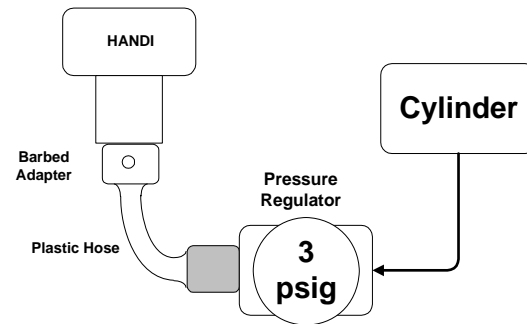 HANDI
Cylinder
Barbed
Adapter
Pressure
Regulator
Plastic Hose
3
psig